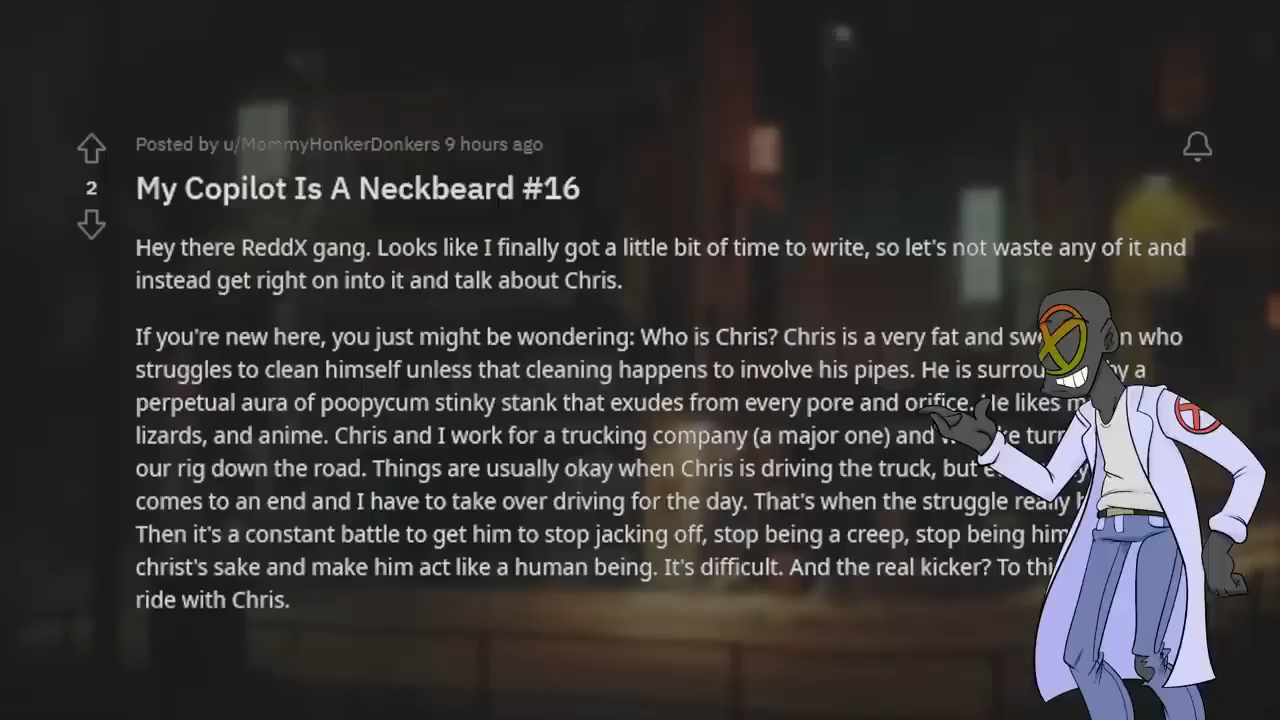 Posted by u/MommyHonkerDonkers 9 hours ago
2
My Copilot Is A Neckbeard #16
Hey there ReddX gang. Looks like I finally got a little bit of time to write, so let's not waste any of it and
instead get right on into it and talk about Chris.
If you're new here, you just might be wondering: Who is Chris? Chris is a very fat and who
struggles to clean himself unless that cleaning happens to involve his pipes. He is a
perpetual aura of poopycum stinky stank that exudes from every pore and orifice. He likes
lizards, and anime. Chris and I work for a trucking company (a major one) and
our rig down the road. Things are usually okay when Chris is driving the truck, but
comes to an end and I have to take over driving for the day. That's when the struggle really
Then it's a constant battle to get him to stop jacking off, stop being a creep, stop being
christ's sake and make him act like a human being. It's difficult. And the real kicker? To
ride with Chris.